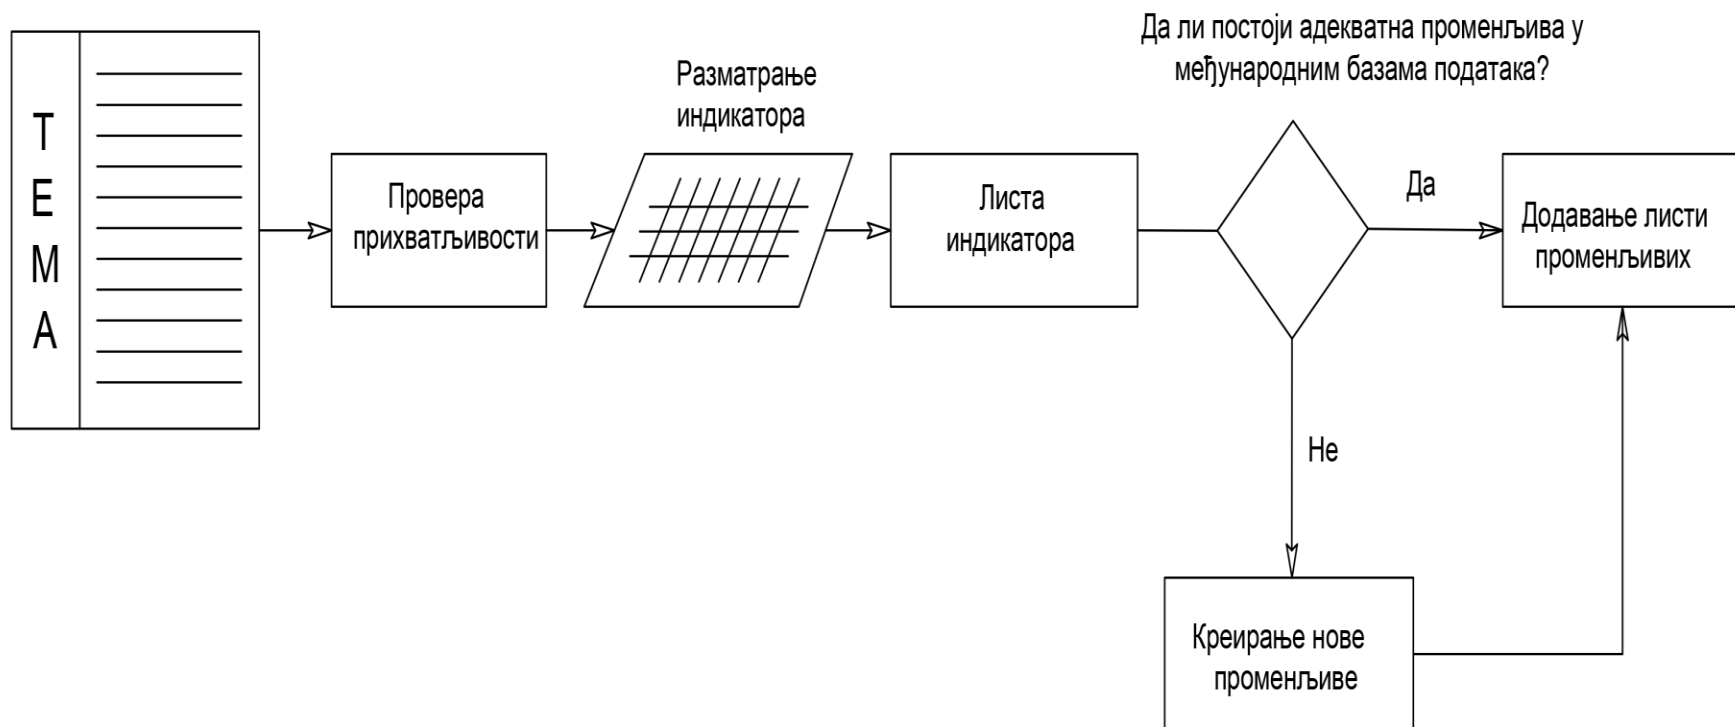 ТЕМА
Провера
прихватљивости
Разматрање
индикатора
Листа
индикатора
Да ли постоји адекватна променљива у
међународним базама података?
Да
Додавање листи
променљивих
Не
Креирање нове
променљиве